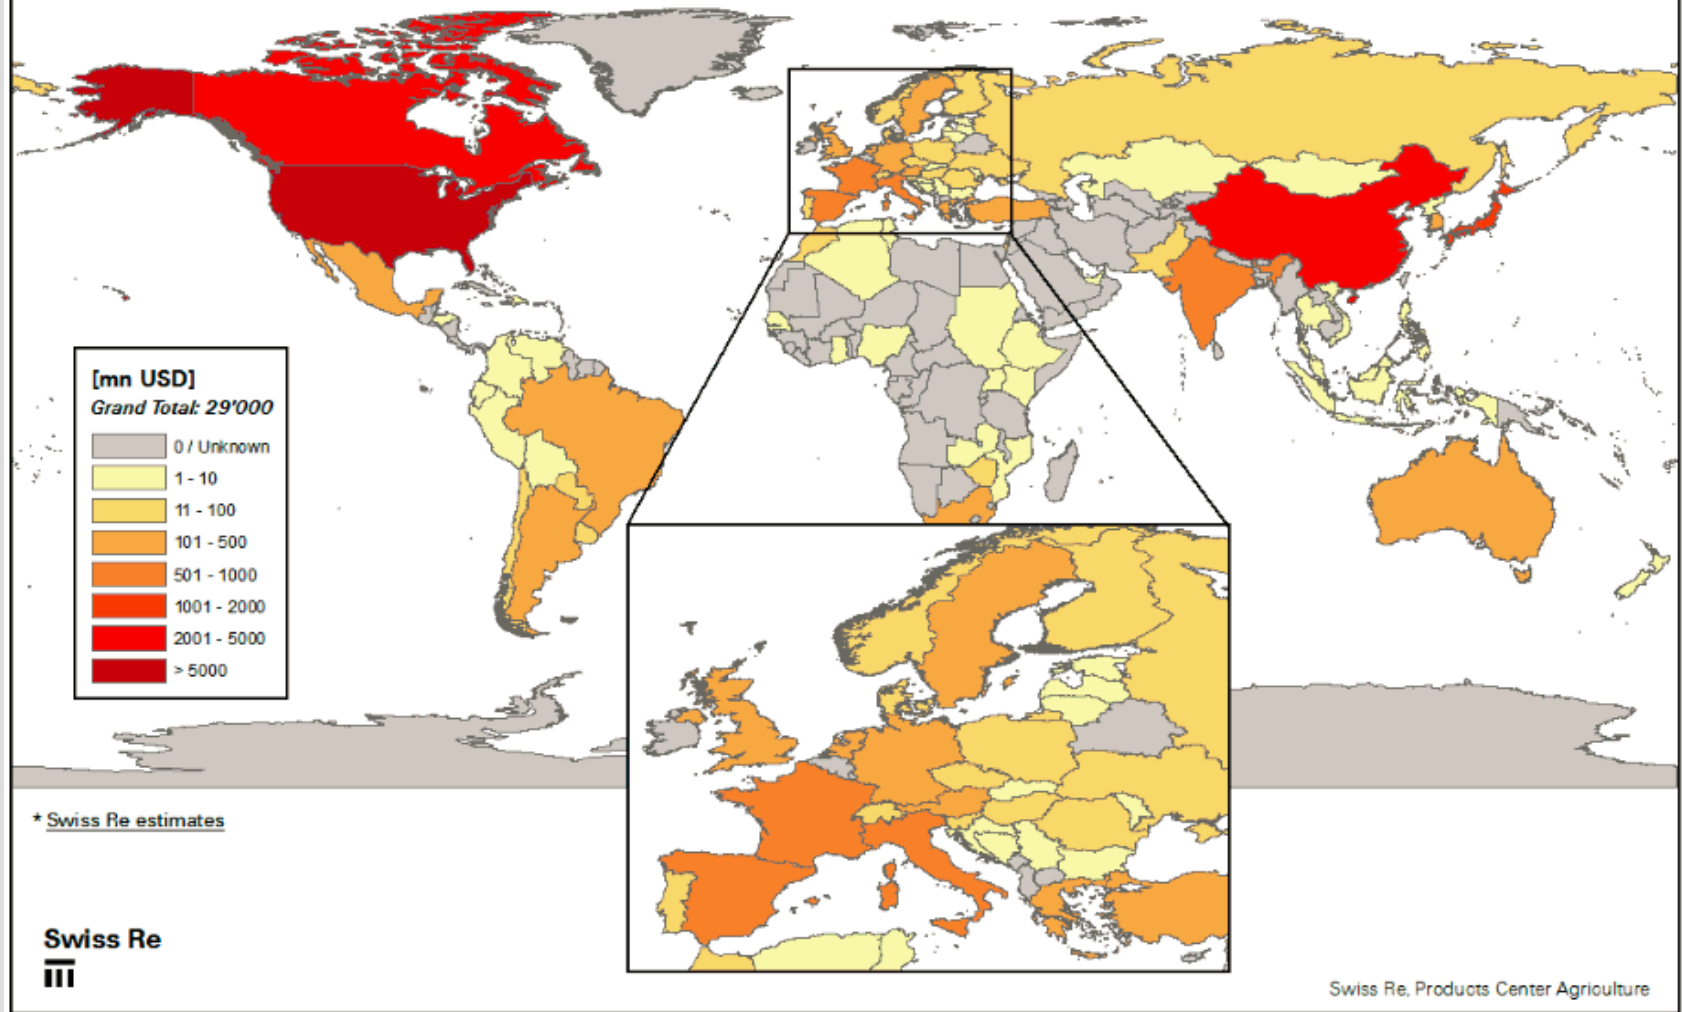 [mn USD]
Grand Total: 29'000
0 / Unknown
1 - 10
11 - 100
101 - 500
501 - 1000
1001 - 2000
2001 - 5000
> 5000
* Swiss Re estimates
Swiss Re
Swiss Re, Products Center Agriculture